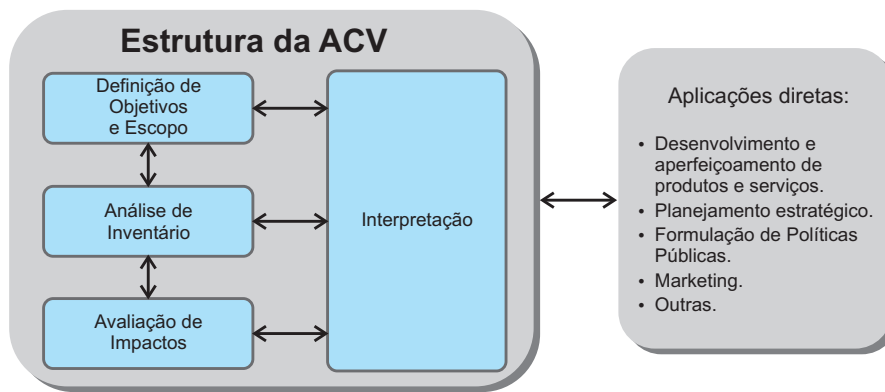 Estrutura da ACV
Definição de
Objetivos
e Escopo
Análise de
Inventário
Avaliação de
Impactos
Interpretação
Aplicações diretas:
• Desenvolvimento e
aperfeiçoamento de
produtos e serviços.
• Planejamento estratégico.
• Formulação de Políticas
Públicas.
• Marketing.
• Outras.